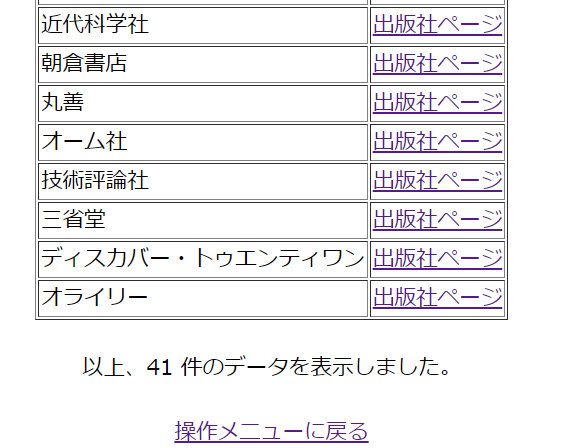 近代科学社 出版社ページ
朝倉書店 出版社ページ
丸善 出版社ページ
オーム社 出版社ページ
技術評論社 出版社ページ
三省堂 出版社ページ
ディスカバー・トゥエンティワン 出版社ページ
オライリー 出版社ページ
以上、41 件のデータを表示しました。
操作メニューに戻る